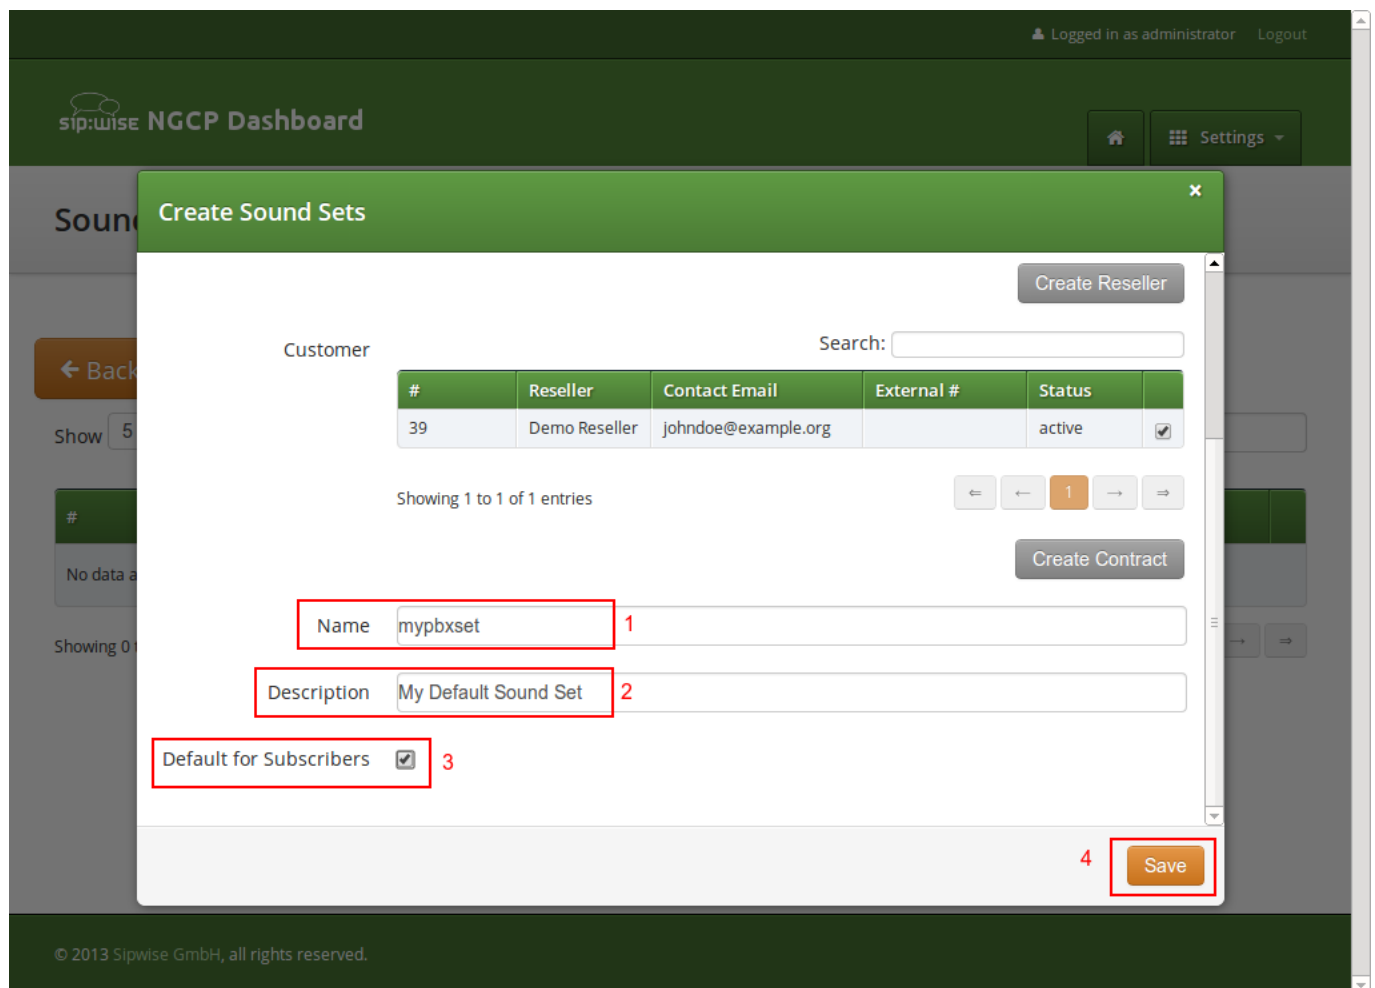 Logged in as administrator Logout
sip:wise NGCP Dashboard
Settings
Create Sound Sets
×
Soun
Create Reseller
Customer
Search:
Back
# Reseller Contact Email External # Status
39 Demo Reseller johndoe@example.org active
Show 5
Showing 1 to 1 of 1 entries
⇐ ← 1 → ⇒
#
Create Contract
No data a
Name mypbxset 1
Showing 0 → ⇒
Description My Default Sound Set 2
Default for Subscribers 3
4 Save
© 2013 Sipwise GmbH, all rights reserved.